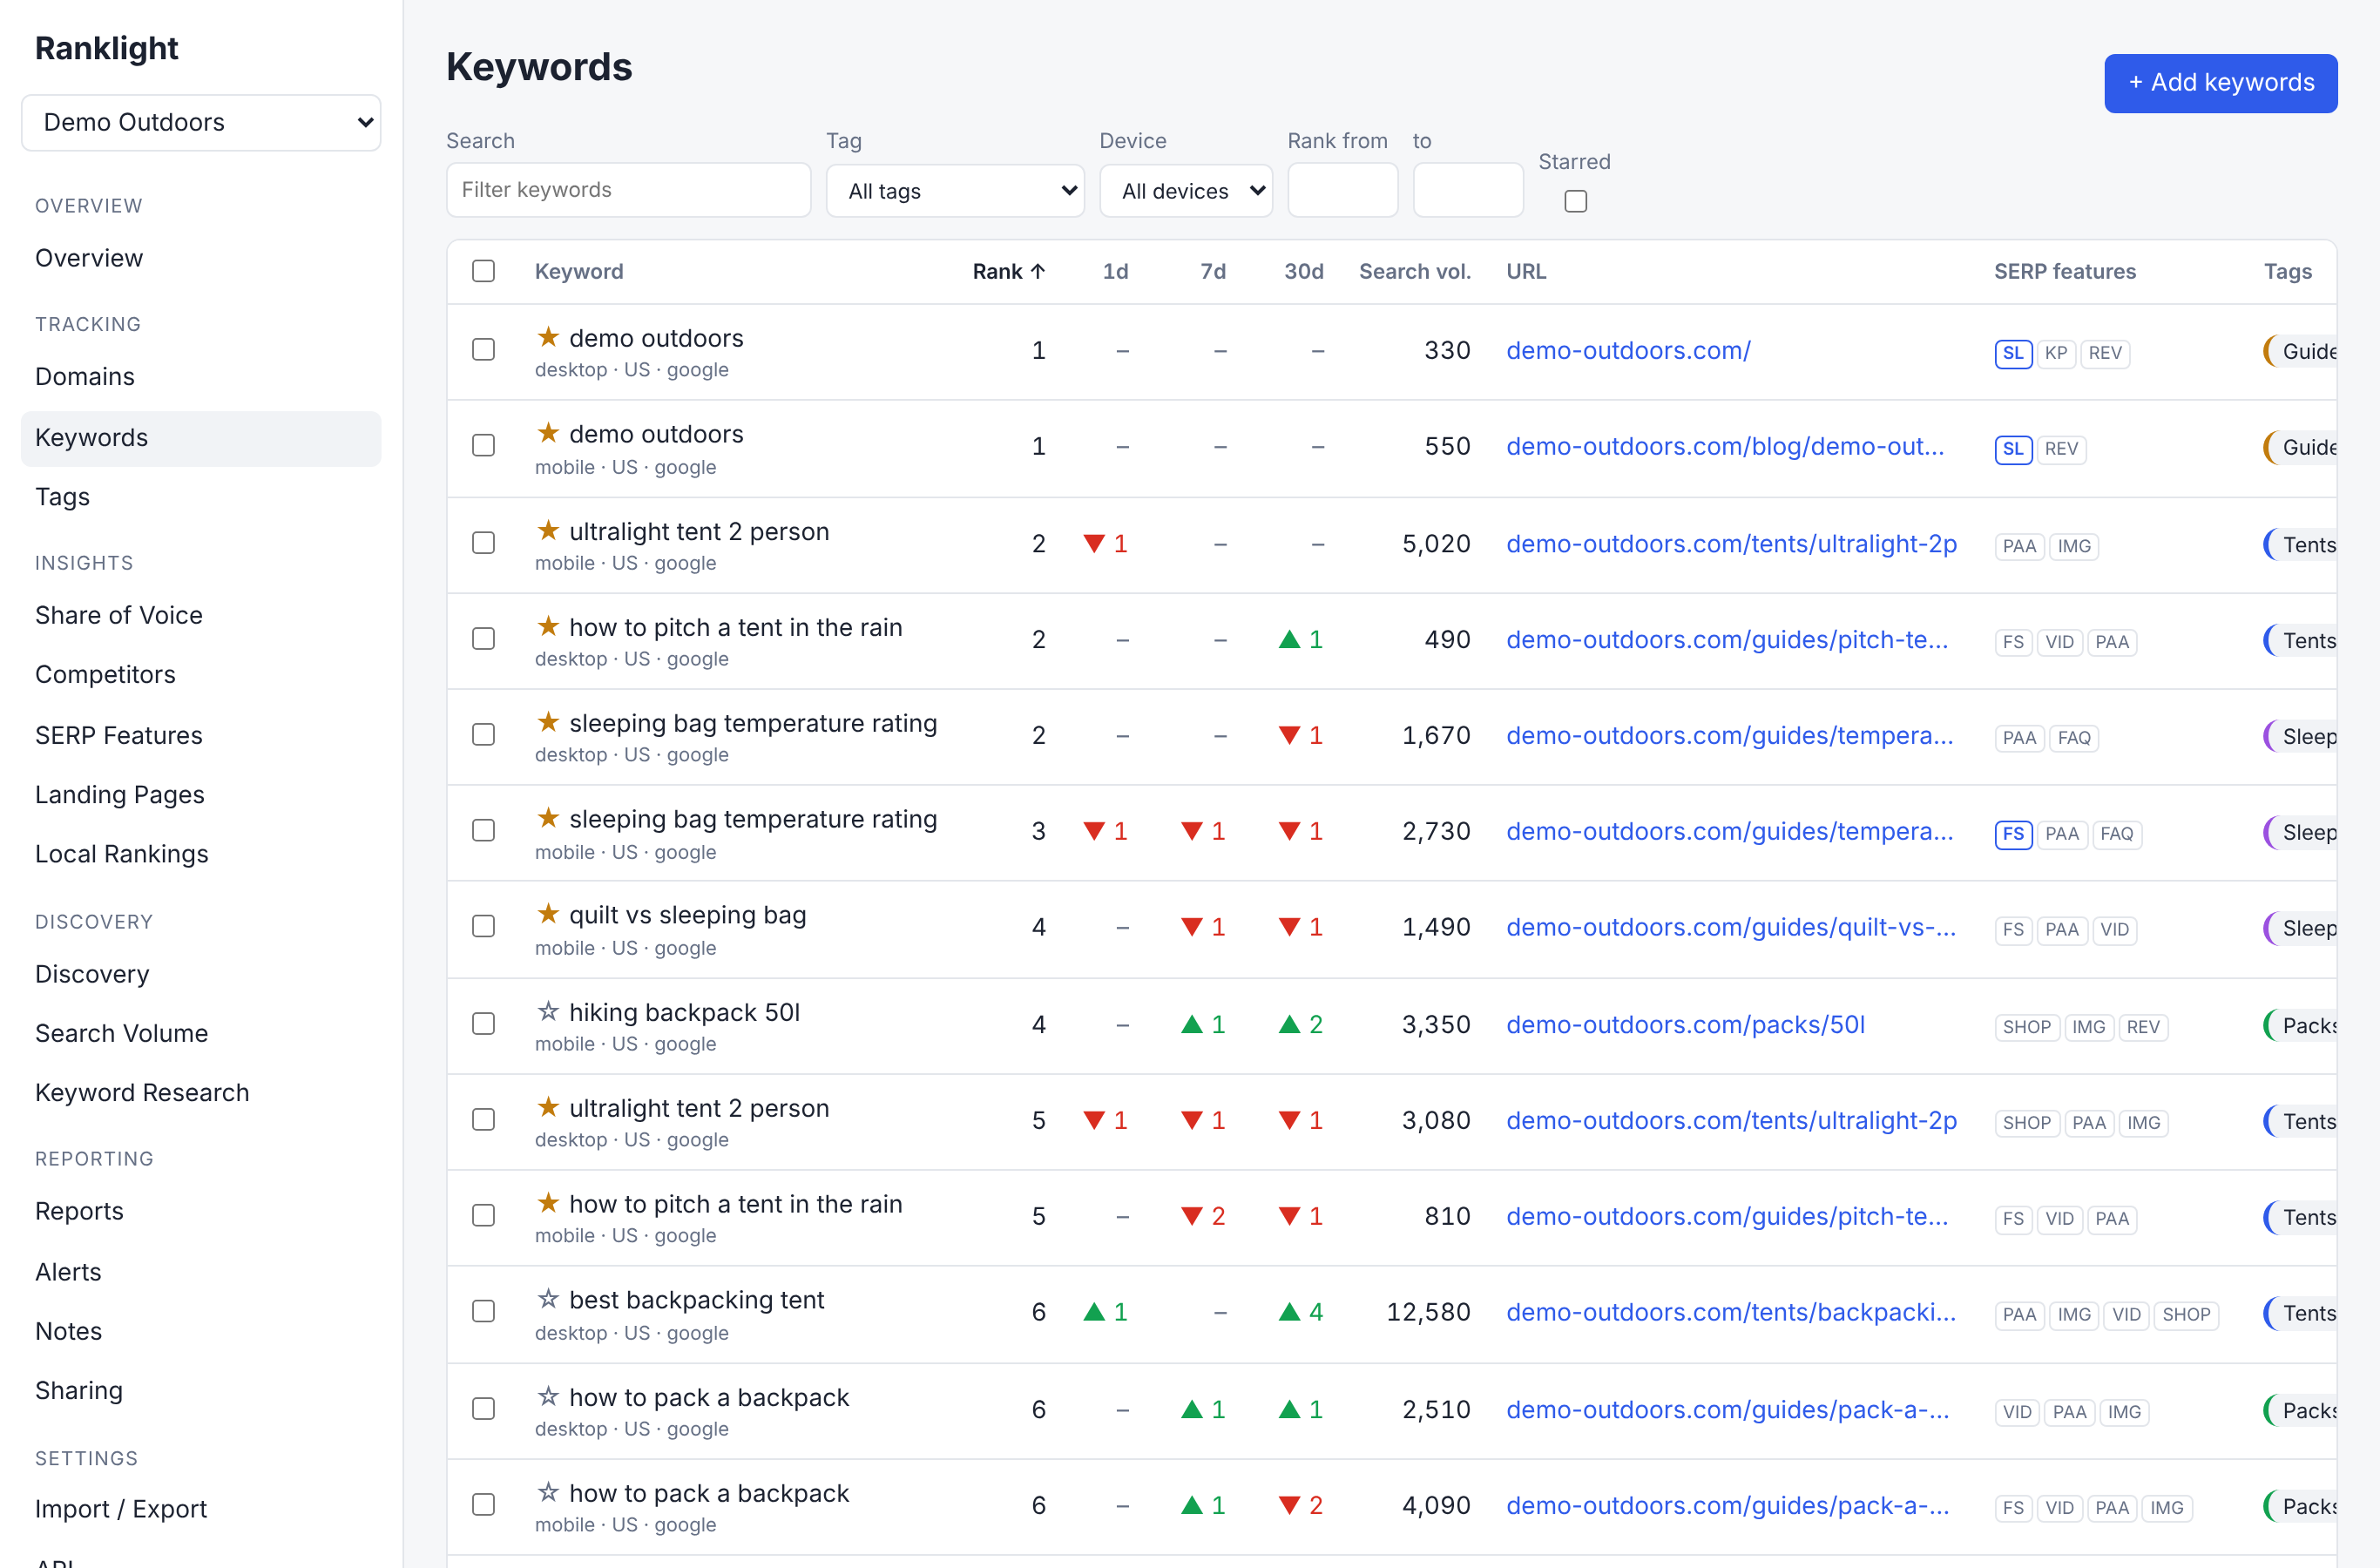 Ranklight
Demo Outdoors
OVERVIEW
Overview
TRACKING
Domains
Keywords
Tags
INSIGHTS
Share of Voice
Competitors
SERP Features
Landing Pages
Local Rankings
DISCOVERY
Discovery
Search Volume
Keyword Research
REPORTING
Reports
Alerts
Notes
Sharing
SETTINGS
Import / Export
API
Keywords
+ Add keywords
Search Tag Device Rank from to Starred
Filter keywords All tags All devices
Keyword Rank ↑ 1d 7d 30d Search vol. URL SERP features Tags
★ demo outdoors 1 – – – 330 demo-outdoors.com/ SL KP REV Guide
desktop · US · google
★ demo outdoors 1 – – – 550 demo-outdoors.com/blog/demo-out... SL REV Guide
mobile · US · google
★ ultralight tent 2 person 2 ▼ 1 – – 5,020 demo-outdoors.com/tents/ultralight-2p PAA IMG Tents
mobile · US · google
★ how to pitch a tent in the rain 2 – – ▲ 1 490 demo-outdoors.com/guides/pitch-te... FS VID PAA Tents
desktop · US · google
★ sleeping bag temperature rating 2 – – ▼ 1 1,670 demo-outdoors.com/guides/tempera... PAA FAQ Sleep
desktop · US · google
★ sleeping bag temperature rating 3 ▼ 1 ▼ 1 ▼ 1 2,730 demo-outdoors.com/guides/tempera... FS PAA FAQ Sleep
mobile · US · google
★ quilt vs sleeping bag 4 – ▼ 1 ▼ 1 1,490 demo-outdoors.com/guides/quilt-vs-... FS PAA VID Sleep
mobile · US · google
☆ hiking backpack 50l 4 – ▲ 1 ▲ 2 3,350 demo-outdoors.com/packs/50l SHOP IMG REV Packs
mobile · US · google
★ ultralight tent 2 person 5 ▼ 1 ▼ 1 ▼ 1 3,080 demo-outdoors.com/tents/ultralight-2p SHOP PAA IMG Tents
desktop · US · google
★ how to pitch a tent in the rain 5 – ▼ 2 ▼ 1 810 demo-outdoors.com/guides/pitch-te... FS VID PAA Tents
mobile · US · google
☆ best backpacking tent 6 ▲ 1 – ▲ 4 12,580 demo-outdoors.com/tents/backpacki... PAA IMG VID SHOP Tents
desktop · US · google
☆ how to pack a backpack 6 – ▲ 1 ▲ 1 2,510 demo-outdoors.com/guides/pack-a-... VID PAA IMG Packs
desktop · US · google
☆ how to pack a backpack 6 – ▲ 1 ▼ 2 4,090 demo-outdoors.com/guides/pack-a-... FS VID PAA IMG Packs
mobile · US · google